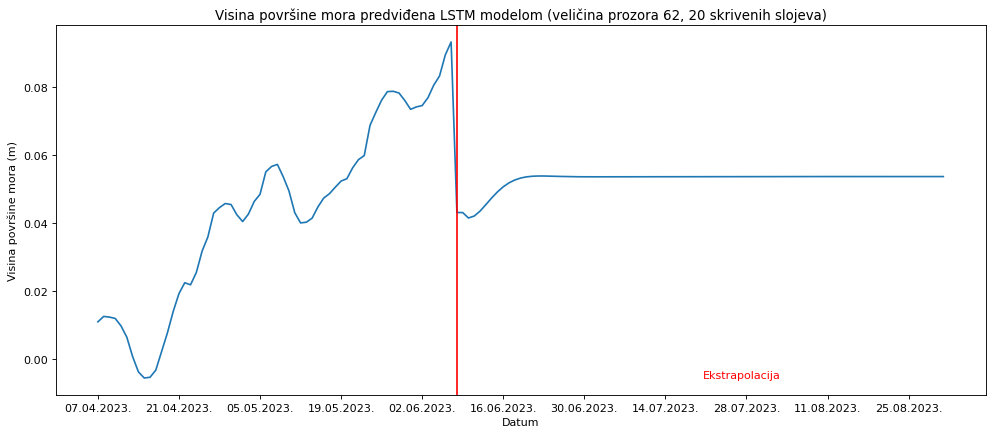 Visina površine mora predviđena LSTM modelom (veličina prozora 62, 20 skrivenih slojeva)
Visina površine mora (m)
0.08
0.06
0.04
0.02
0.00
Ekstrapolacija
07.04.2023. 21.04.2023. 05.05.2023. 19.05.2023. 02.06.2023. 16.06.2023. 30.06.2023. 14.07.2023. 28.07.2023. 11.08.2023. 25.08.2023.
Datum